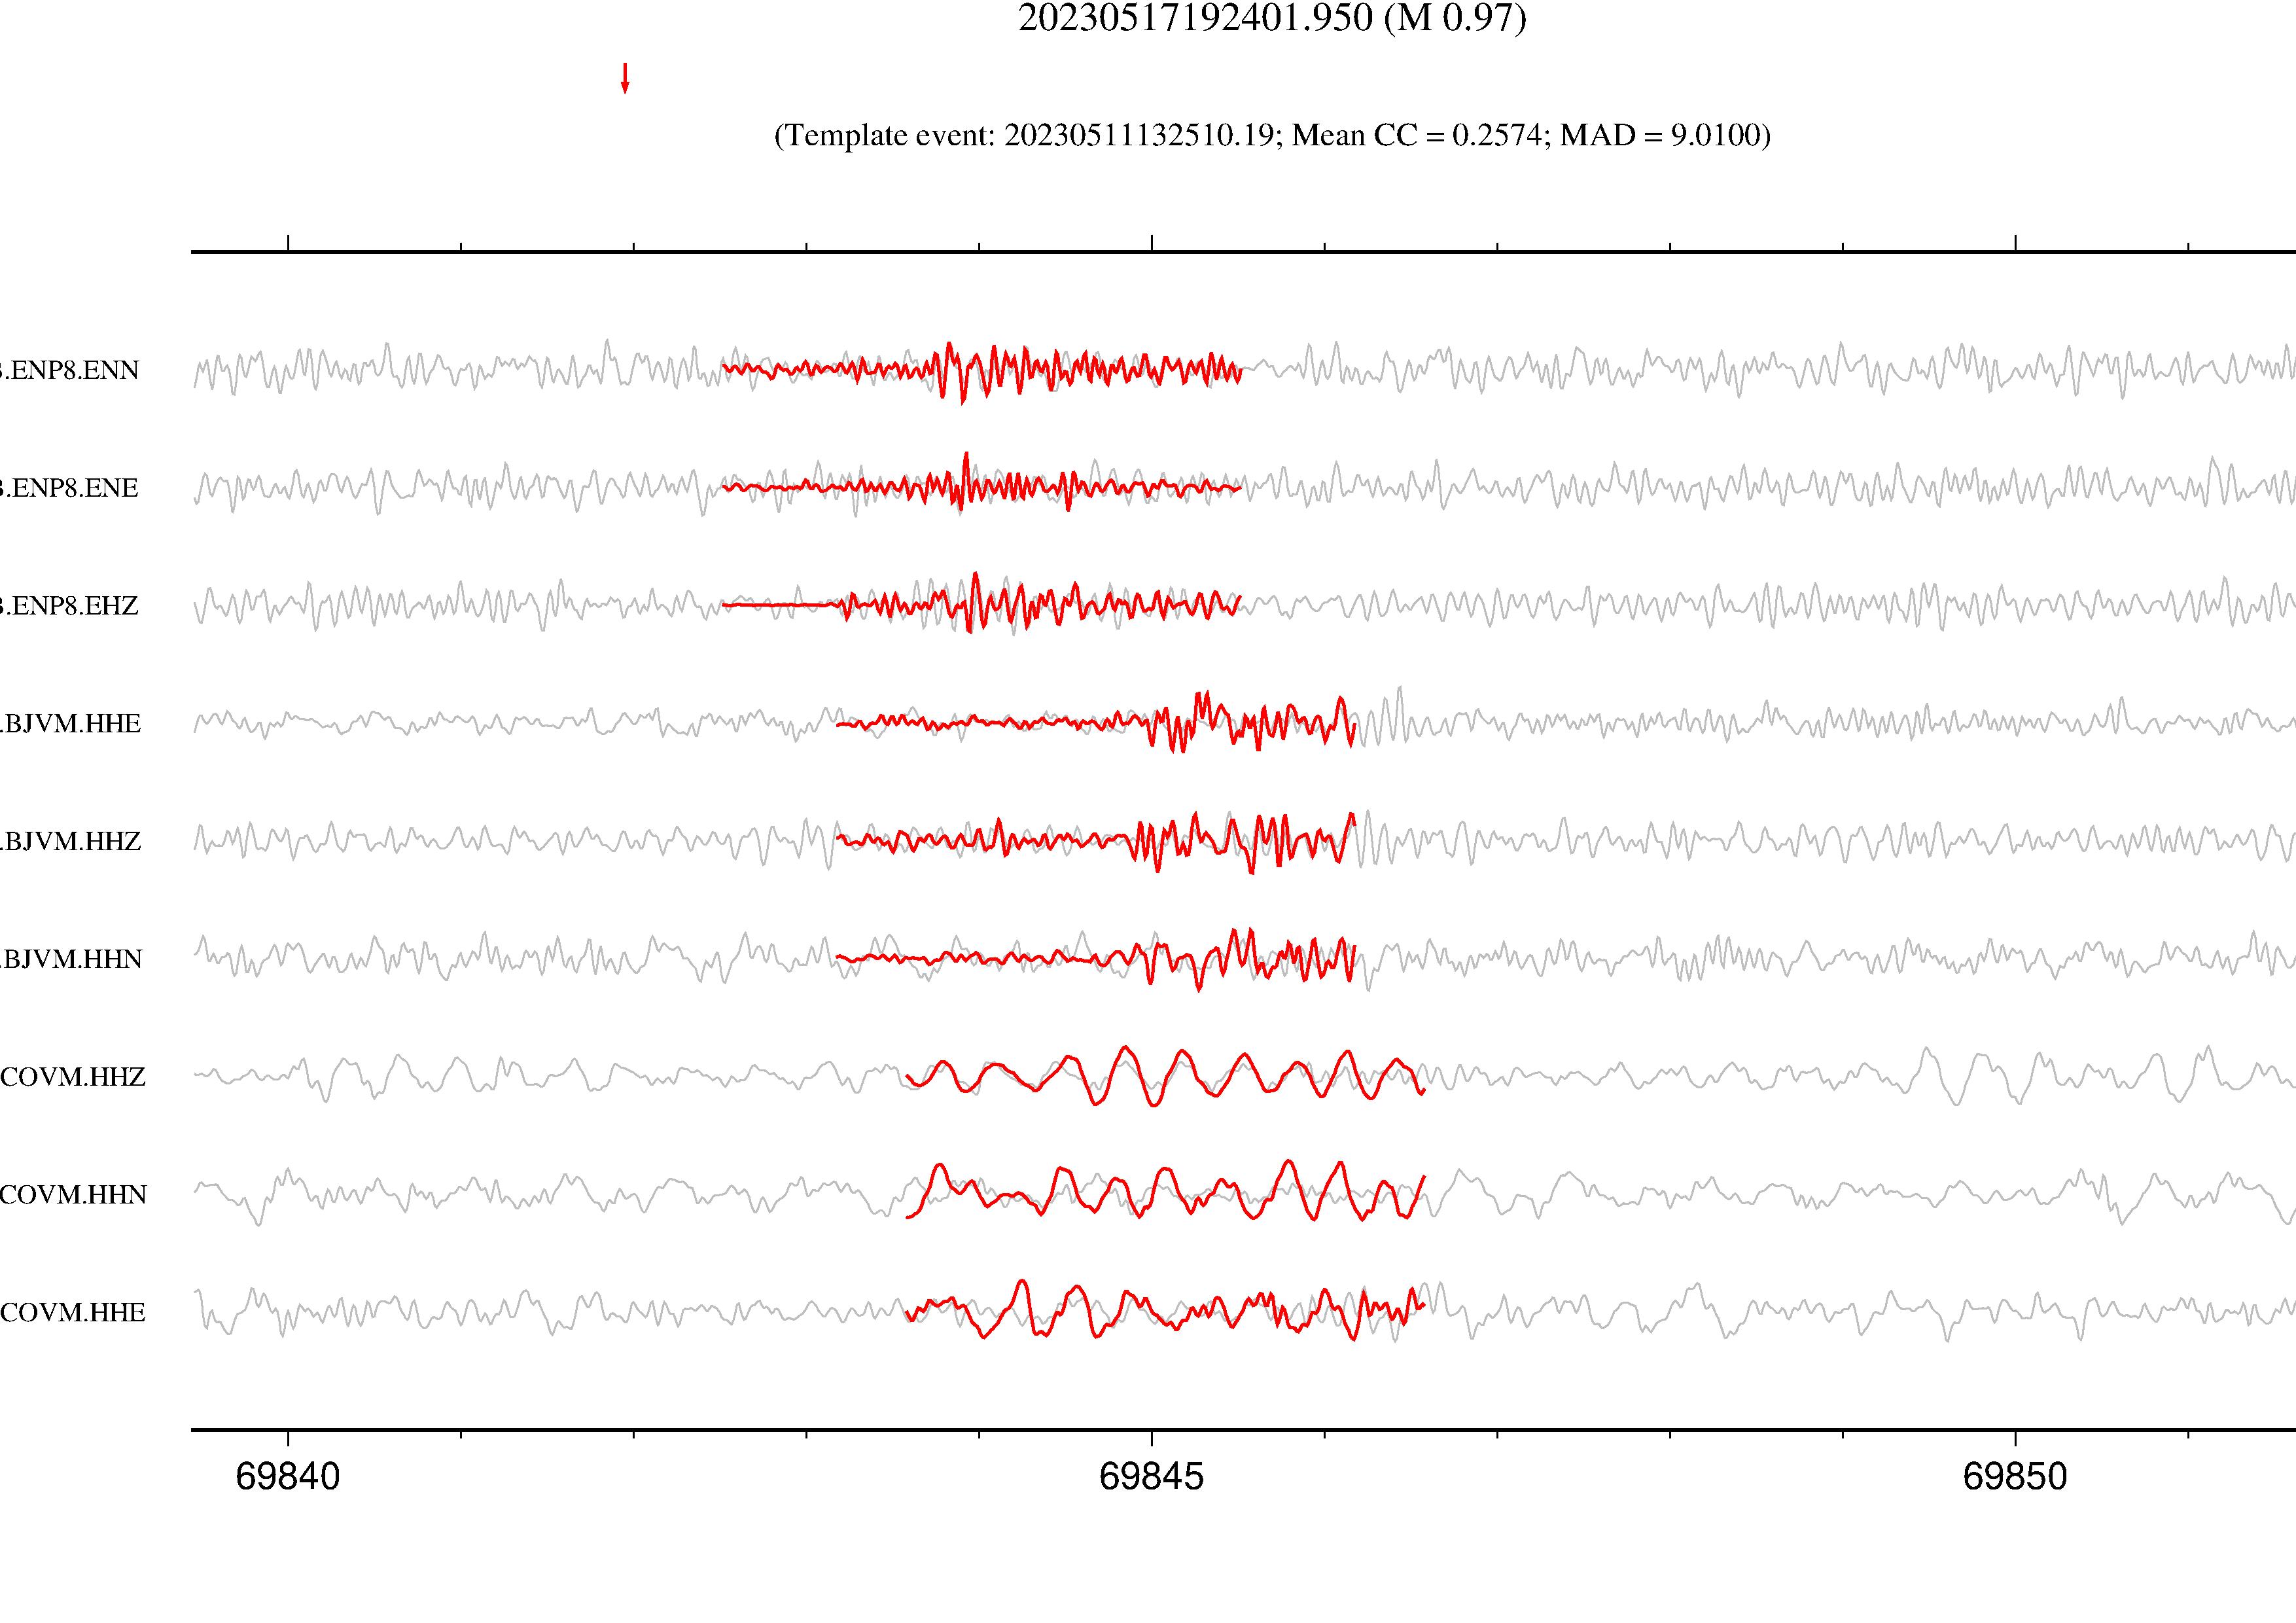 20230517192401.950 (M 0.97)
(Template event: 20230511132510.19; Mean CC = 0.2574; MAD = 9.0100)
.ENP8.ENN
.ENP8.ENE
.ENP8.EHZ
.BJVM.HHE
.BJVM.HHZ
.BJVM.HHN
COVM.HHZ
COVM.HHN
COVM.HHE
69840 69845 69850